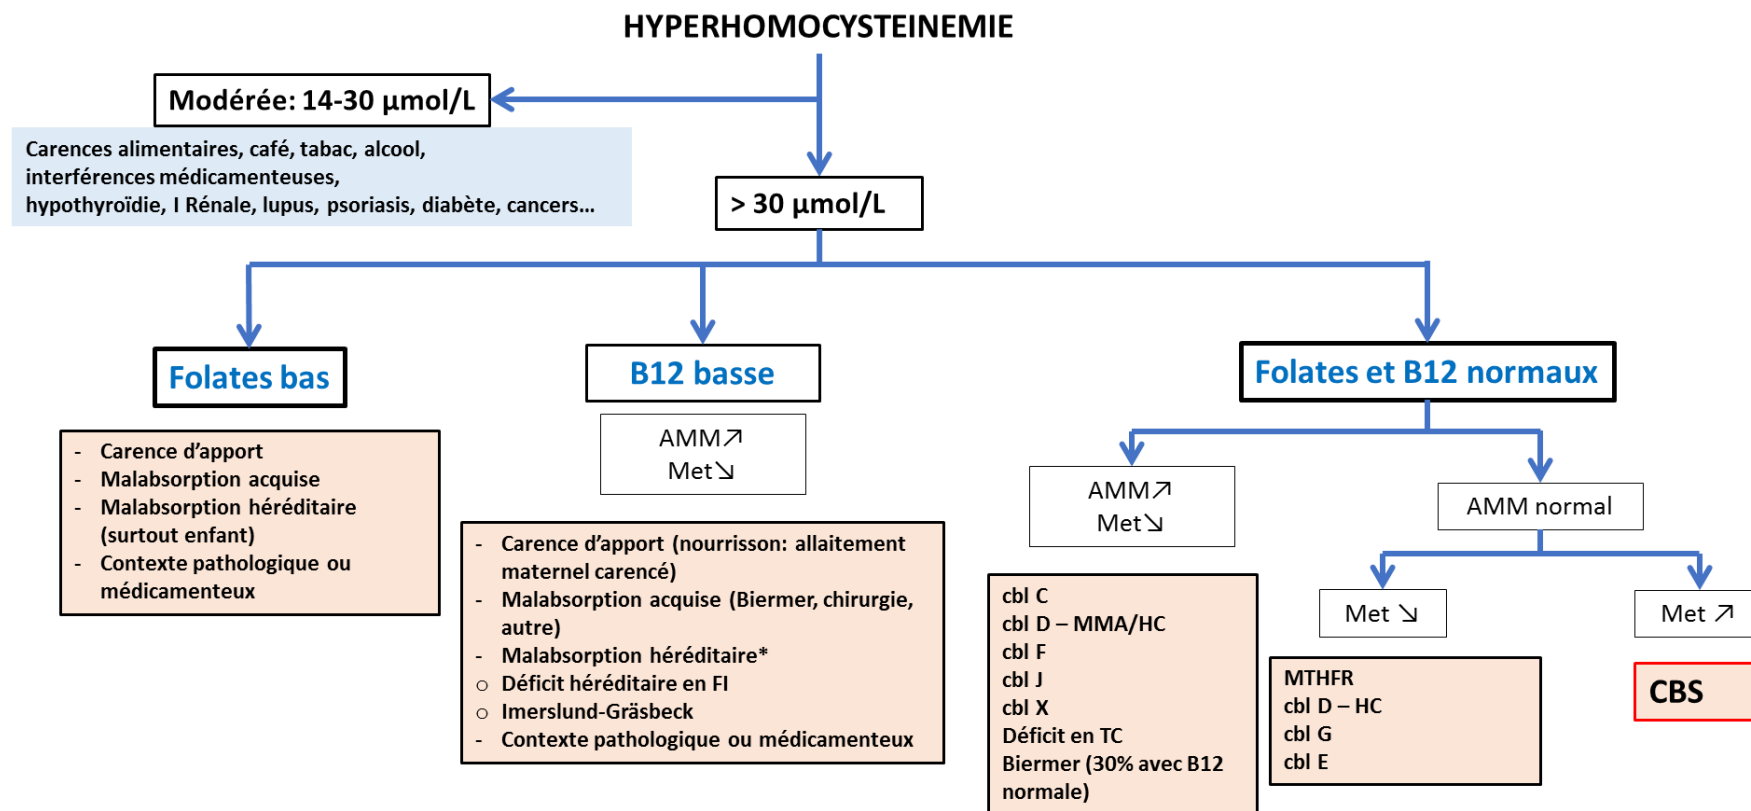 HYPERHOMOCYSTEINEMIE
Modérée: 14-30 µmol/L
Carences alimentaires, café, tabac, alcool,
interférences médicamenteuses,
hypothyroïdie, I Rénale, lupus, psoriasis, diabète, cancers...
> 30 µmol/L
Folates bas
- Carence d'apport
- Malabsorption acquise
- Malabsorption héréditaire
(surtout enfant)
- Contexte pathologique ou
médicamenteux
B12 basse
AMM↗
Met↘
- Carence d'apport (nourrisson: allaitement
maternel carencé)
- Malabsorption acquise (Biermer, chirurgie,
autre)
- Malabsorption héréditaire*
o Déficit héréditaire en FI
o Imerslund-Gräsbeck
- Contexte pathologique ou médicamenteux
Folates et B12 normaux
AMM↗
Met↘
cbl C
cbl D – MMA/HC
cbl F
cbl J
cbl X
Déficit en TC
Biermer (30% avec B12
normale)
AMM normal
Met ↘
MTHFR
cbl D – HC
cbl G
cbl E
Met ↗
CBS